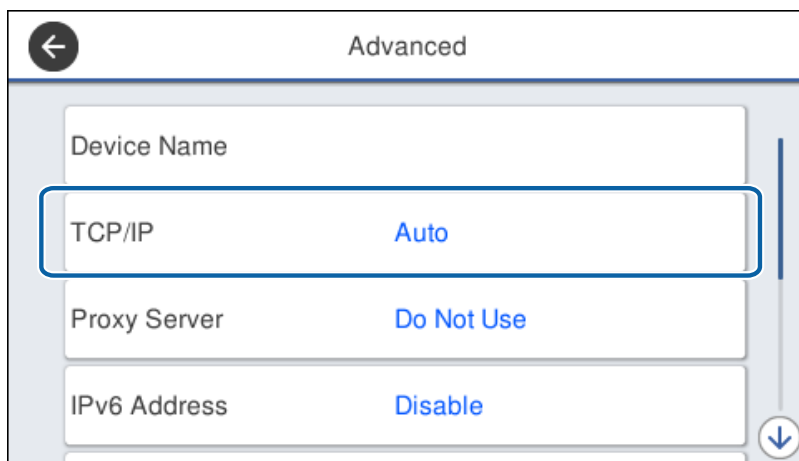 Advanced
Device Name
TCP/IP Auto
Proxy Server Do Not Use
IPv6 Address Disable